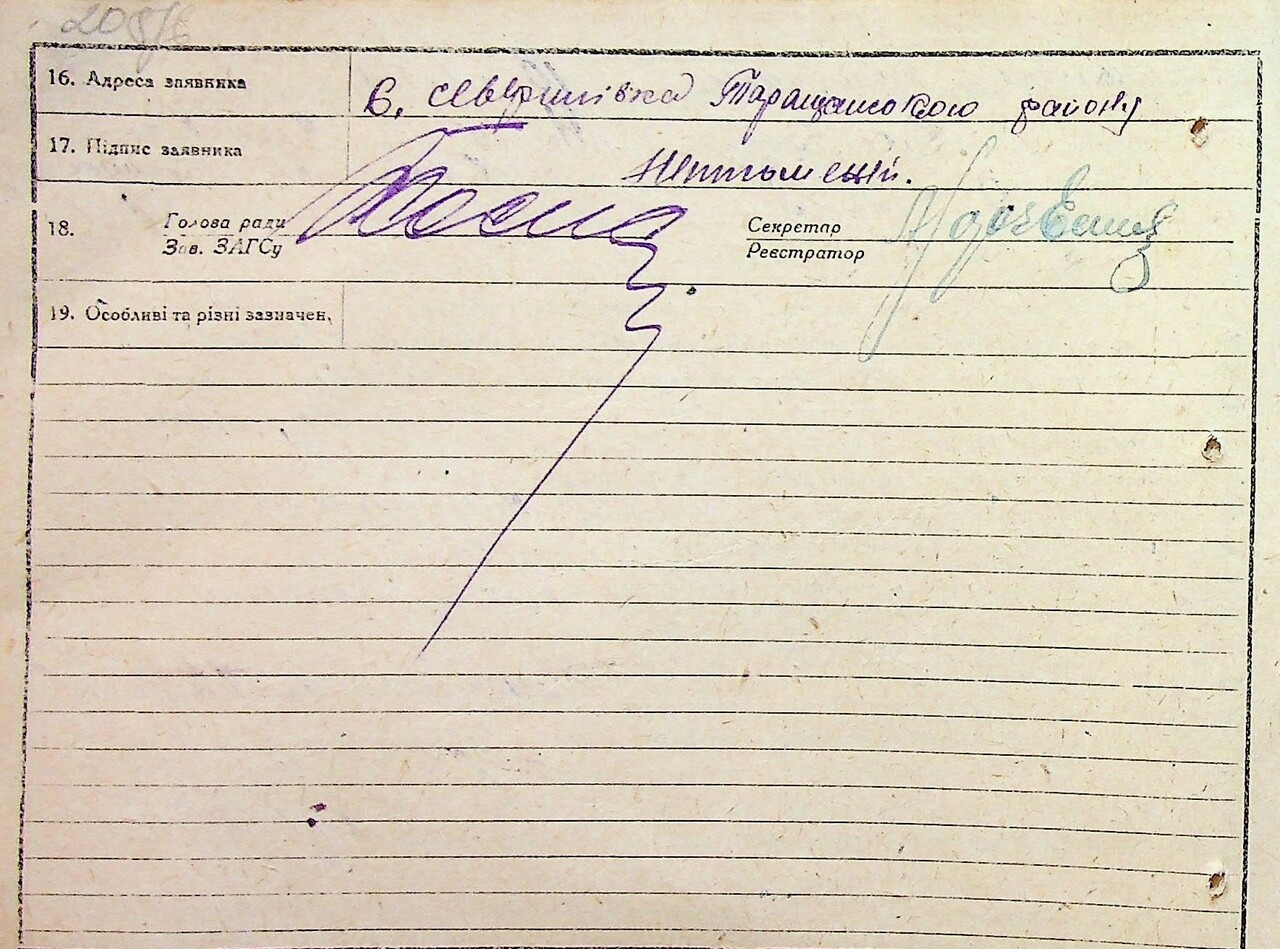 16. Адреса заявника с. Северинівка Таращанського району
17. Підпис заявника
18. Голова ради Секретар
Зав. ЗАГСу Реєстратор
19. Особливі та різні зазначен.